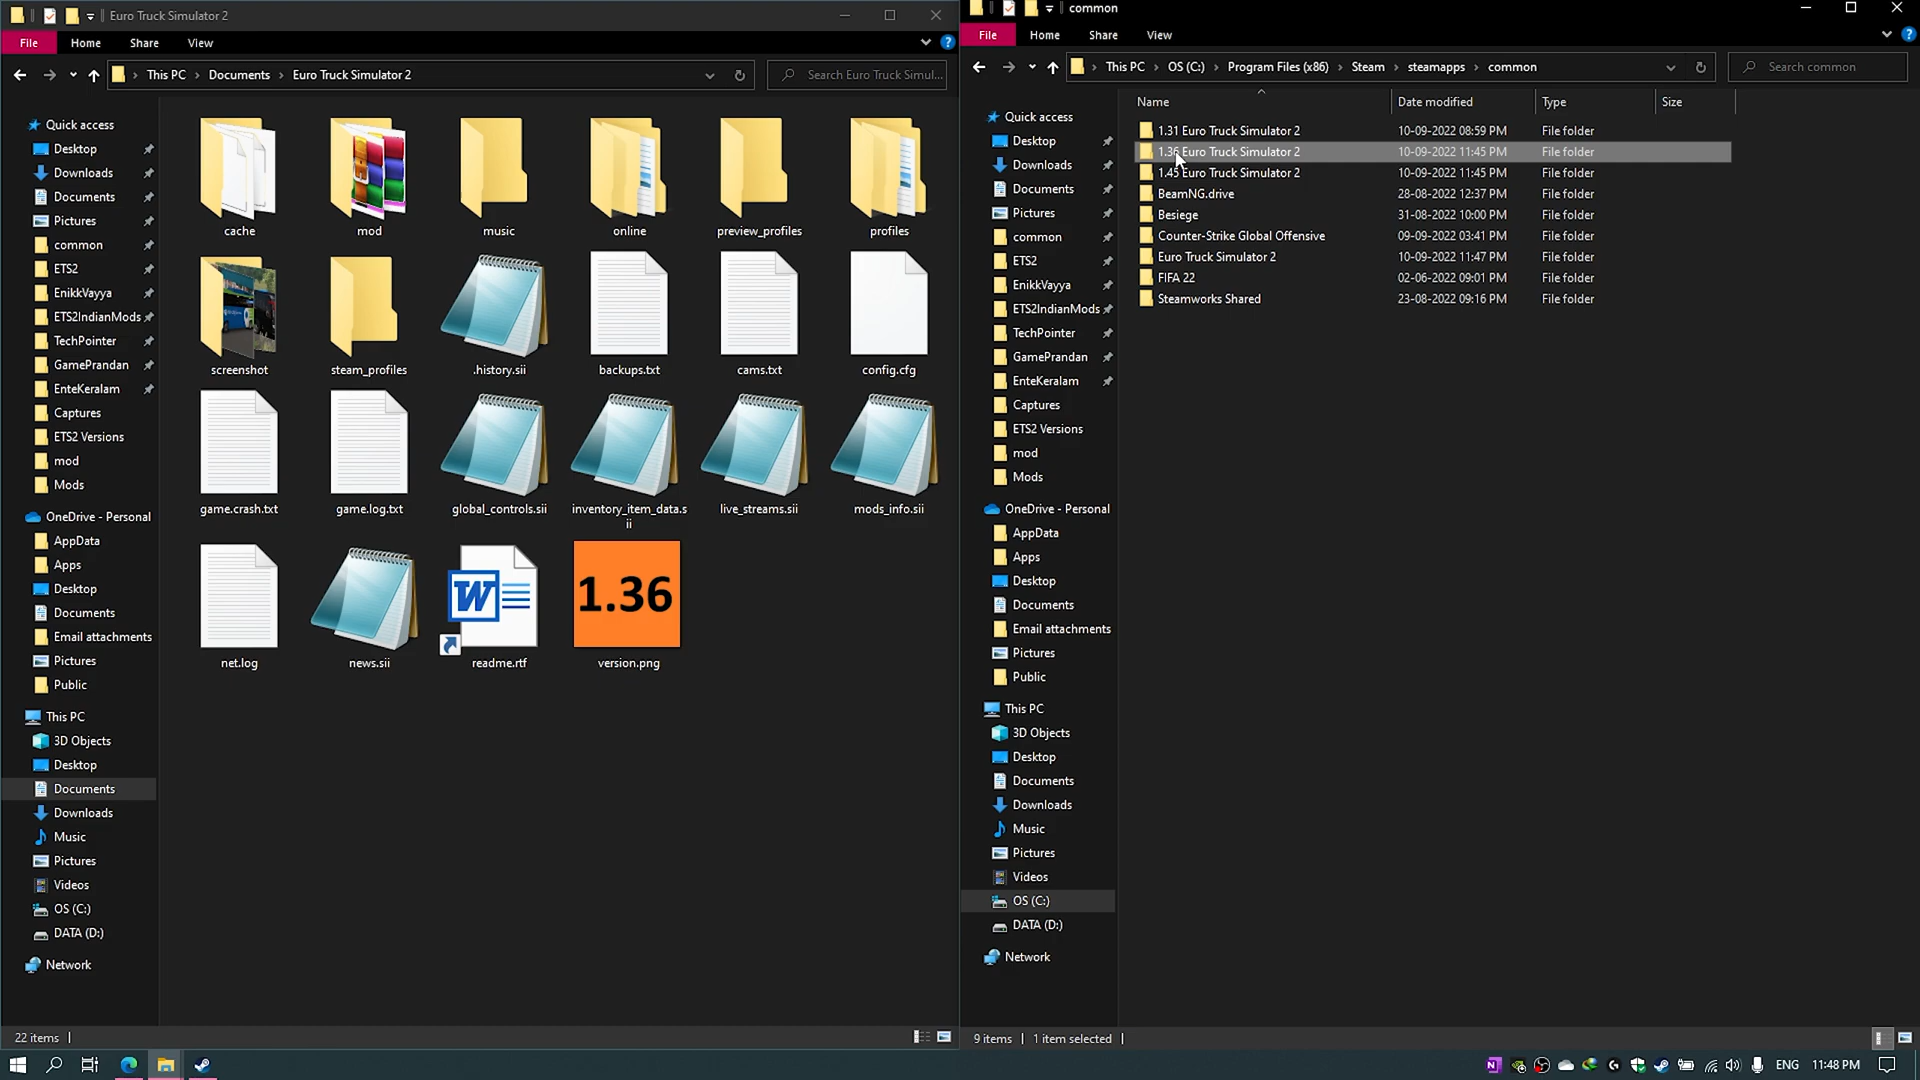 Euro Truck Simulator 2
File Home Share View
This PC > Documents > Euro Truck Simulator 2
Search Euro Truck Simul...
Quick access
Desktop
Downloads
Documents
Pictures
common
ETS2
EnikkVayya
ETS2IndianMods
TechPointer
GamePrandan
EnteKeralam
Captures
ETS2 Versions
mod
Mods
OneDrive - Personal
AppData
Apps
Desktop
Documents
Email attachments
Pictures
Public
This PC
3D Objects
Desktop
Documents
Downloads
Music
Pictures
Videos
OS (C:)
DATA (D:)
Network
cache mod music online preview_profiles profiles
screenshot steam_profiles .history.sii backups.txt cams.txt config.cfg
game.crash.txt game.log.txt global_controls.sii inventory_item_data.s
ii live_streams.sii mods_info.sii
1.36
net.log news.sii readme.rtf version.png
22 items
common
File Home Share View
This PC > OS (C:) > Program Files (x86) > Steam > steamapps > common
Search common
Quick access
Desktop
Downloads
Documents
Pictures
common
ETS2
EnikkVayya
ETS2IndianMods
TechPointer
GamePrandan
EnteKeralam
Captures
ETS2 Versions
mod
Mods
OneDrive - Personal
AppData
Apps
Desktop
Documents
Email attachments
Pictures
Public
This PC
3D Objects
Desktop
Documents
Downloads
Music
Pictures
Videos
OS (C:)
DATA (D:)
Network
Name Date modified Type Size
1.31 Euro Truck Simulator 2 10-09-2022 08:59 PM File folder
1.36 Euro Truck Simulator 2 10-09-2022 11:45 PM File folder
1.45 Euro Truck Simulator 2 10-09-2022 11:45 PM File folder
BeamNG.drive 28-08-2022 12:37 PM File folder
Besiege 31-08-2022 10:00 PM File folder
Counter-Strike Global Offensive 09-09-2022 03:41 PM File folder
Euro Truck Simulator 2 10-09-2022 11:47 PM File folder
FIFA 22 02-06-2022 09:01 PM File folder
Steamworks Shared 23-08-2022 09:16 PM File folder
9 items 1 item selected
ENG 11:48 PM